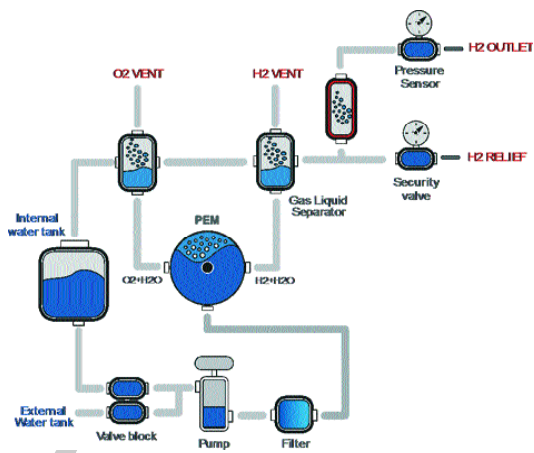 O2 VENT
H2 VENT
H2 OUTLET
Pressure
Sensor
H2 RELIEF
Security
valve
Gas Liquid
Separator
Internal
water tank
PEM
O2+H2O
H2+H2O
External
Water tank
Valve block
Pump
Filter